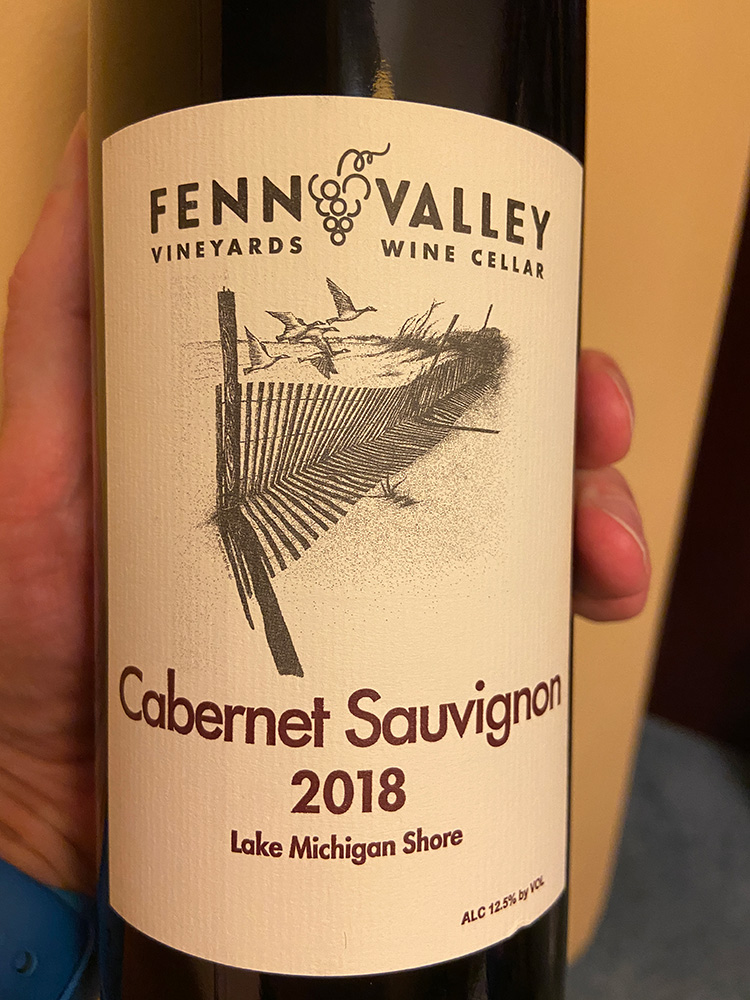 FENN VALLEY
VINEYARDS WINE CELLAR
Cabernet Sauvignon
2018
Lake Michigan Shore
ALC 12.5% by VOL